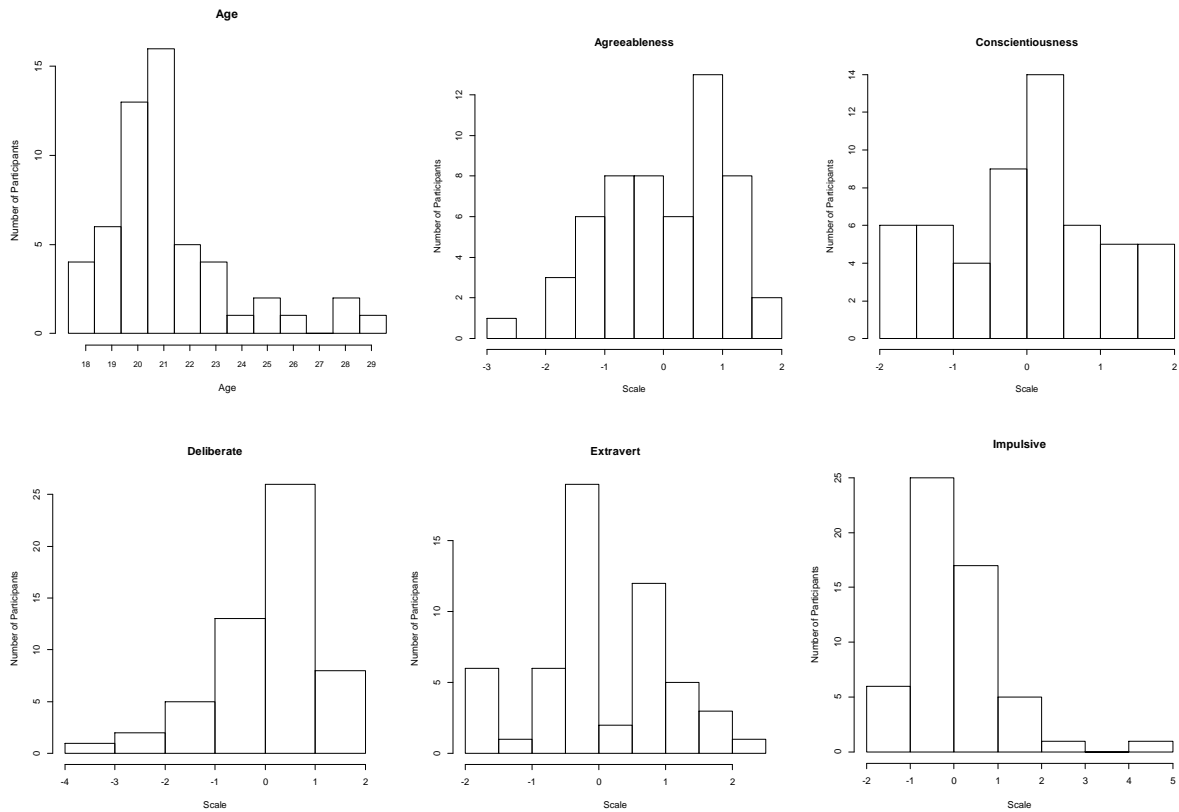 Age
Number of Participants
15
10
5
0
18 19 20 21 22 23 24 25 26 27 28 29
Age
Agreeableness
Number of Participants
12
10
8
6
4
2
0
-3 -2 -1 0 1 2
Scale
Conscientiousness
Number of Participants
14
12
10
8
6
4
2
0
-2 -1 0 1 2
Scale
Deliberate
Number of Participants
25
20
15
10
5
0
-4 -3 -2 -1 0 1 2
Scale
Extravert
Number of Participants
15
10
5
0
-2 -1 0 1 2
Scale
Impulsive
Number of Participants
25
20
15
10
5
0
-2 -1 0 1 2 3 4 5
Scale